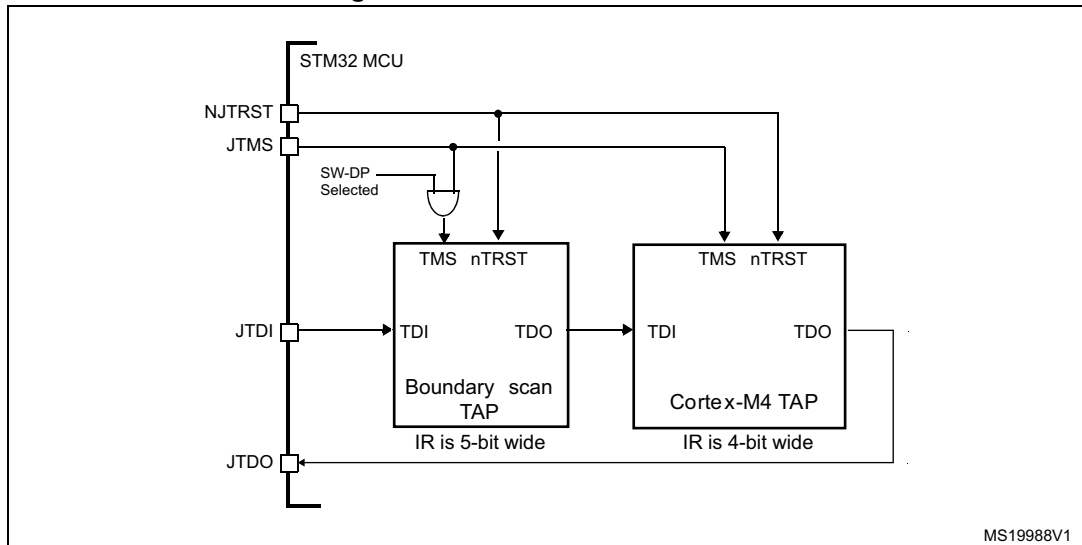 STM32 MCU
NJTRST
JTMS
SW-DP
Selected
TMS nTRST
TMS nTRST
JTDI
TDI
TDO
TDI
TDO
Boundary scan
TAP
Cortex-M4 TAP
IR is 5-bit wide
IR is 4-bit wide
JTDO
MS19988V1